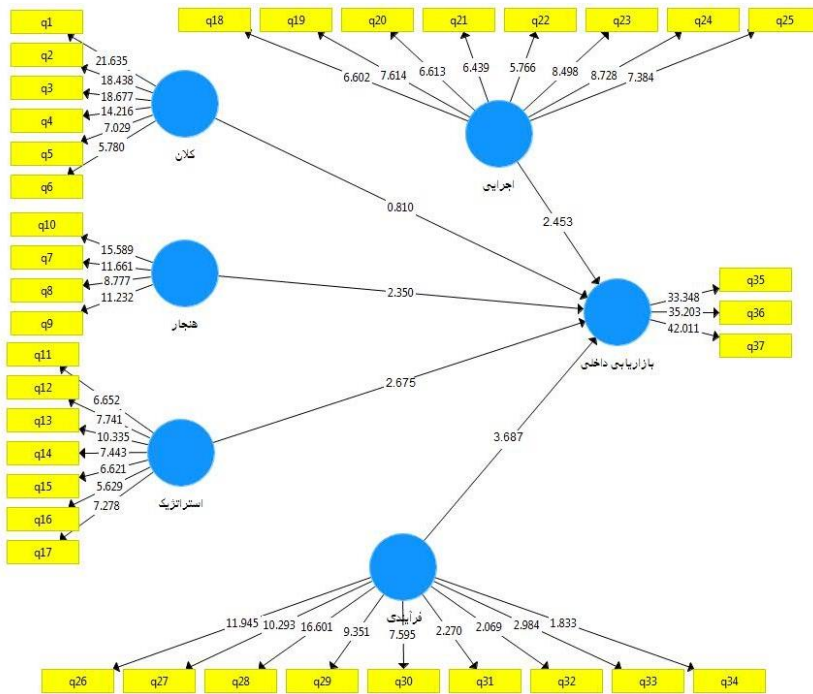 q1
q2
q3
q4
q5
q6
21.635
18.438
18.677
14.216
7.029
5.780
کلان
q18
q19
q20
q21
q22
q23
q24
q25
6.602
7.614
6.613
6.439
5.766
8.498
8.728
7.384
اجرایی
0.810
2.453
q10
q7
q8
q9
15.589
11.661
8.777
11.232
هنجار
2.350
q35
q36
q37
33.348
35.203
42.011
بازاریابی داخلی
q11
q12
q13
q14
q15
q16
q17
6.652
7.741
10.335
7.443
6.621
5.629
7.278
استراتژیک
2.675
3.687
فرآیندی
11.945
10.293
16.601
9.351
7.595
2.270
2.069
2.984
1.833
q26
q27
q28
q29
q30
q31
q32
q33
q34